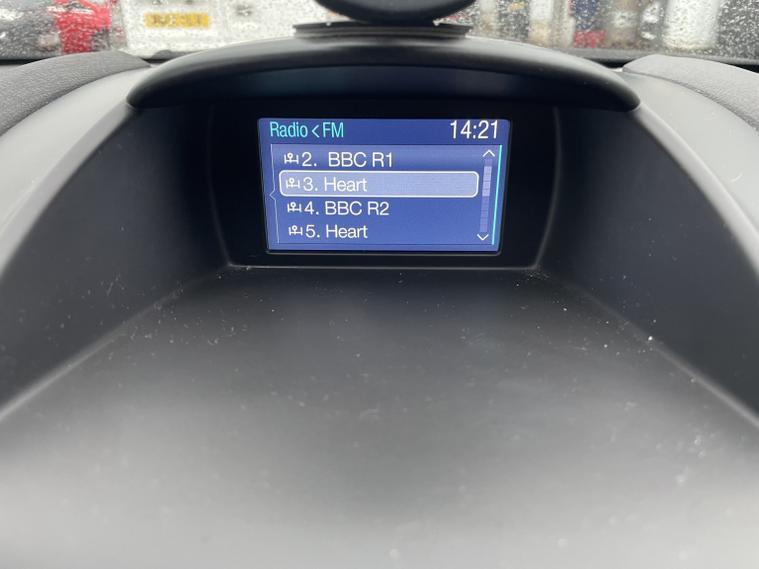 Radio < FM 14:21
2. BBC R1
3. Heart
4. BBC R2
5. Heart